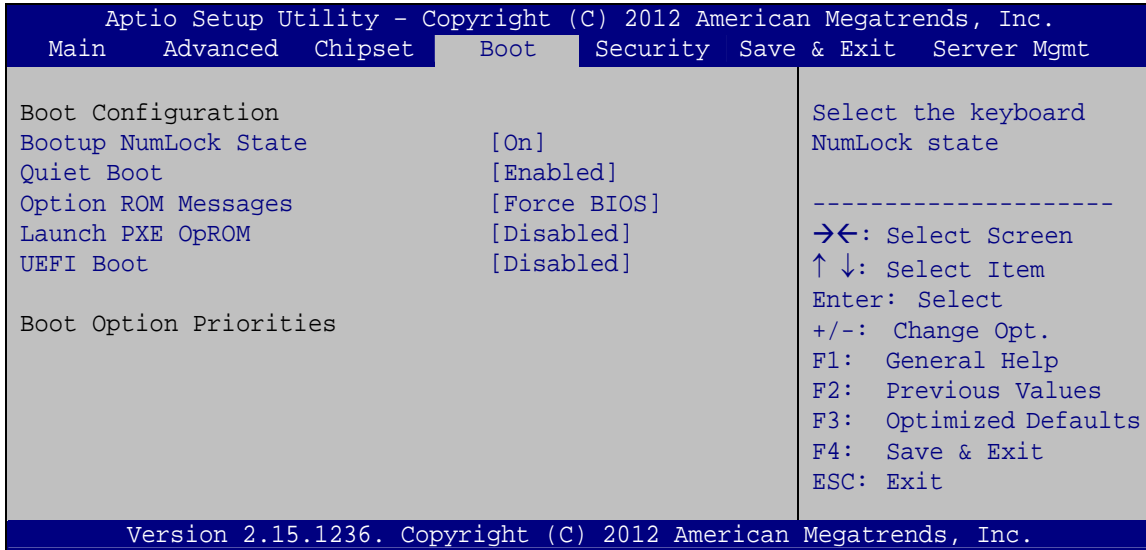 Aptio Setup Utility – Copyright (C) 2012 American Megatrends, Inc.
Main Advanced Chipset Boot Security Save & Exit Server Mgmt
Boot Configuration
Bootup NumLock State [On]
Quiet Boot [Enabled]
Option ROM Messages [Force BIOS]
Launch PXE OpROM [Disabled]
UEFI Boot [Disabled]
Boot Option Priorities
Select the keyboard
NumLock state
---------------------
→←: Select Screen
↑ ↓: Select Item
Enter: Select
+/-: Change Opt.
F1: General Help
F2: Previous Values
F3: Optimized Defaults
F4: Save & Exit
ESC: Exit
Version 2.15.1236. Copyright (C) 2012 American Megatrends, Inc.